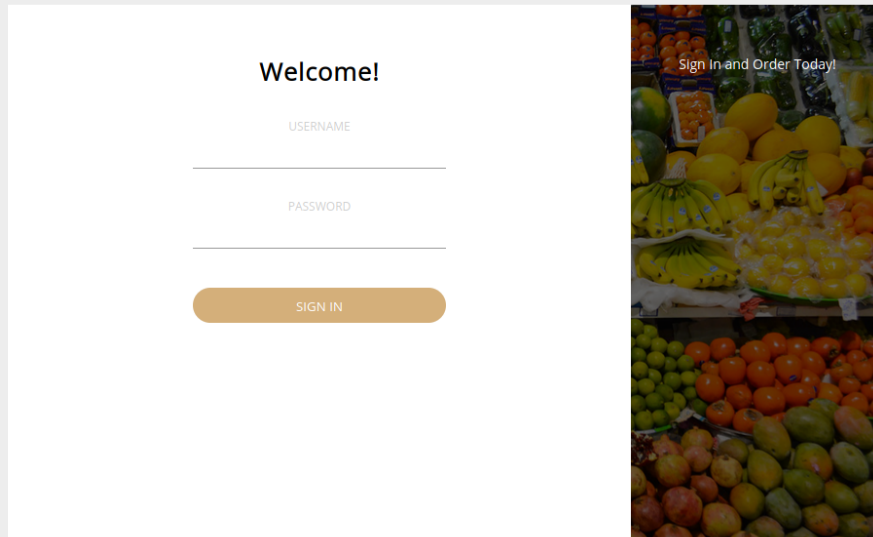 Welcome!
USERNAME
PASSWORD
SIGN IN
Sign In and Order Today!